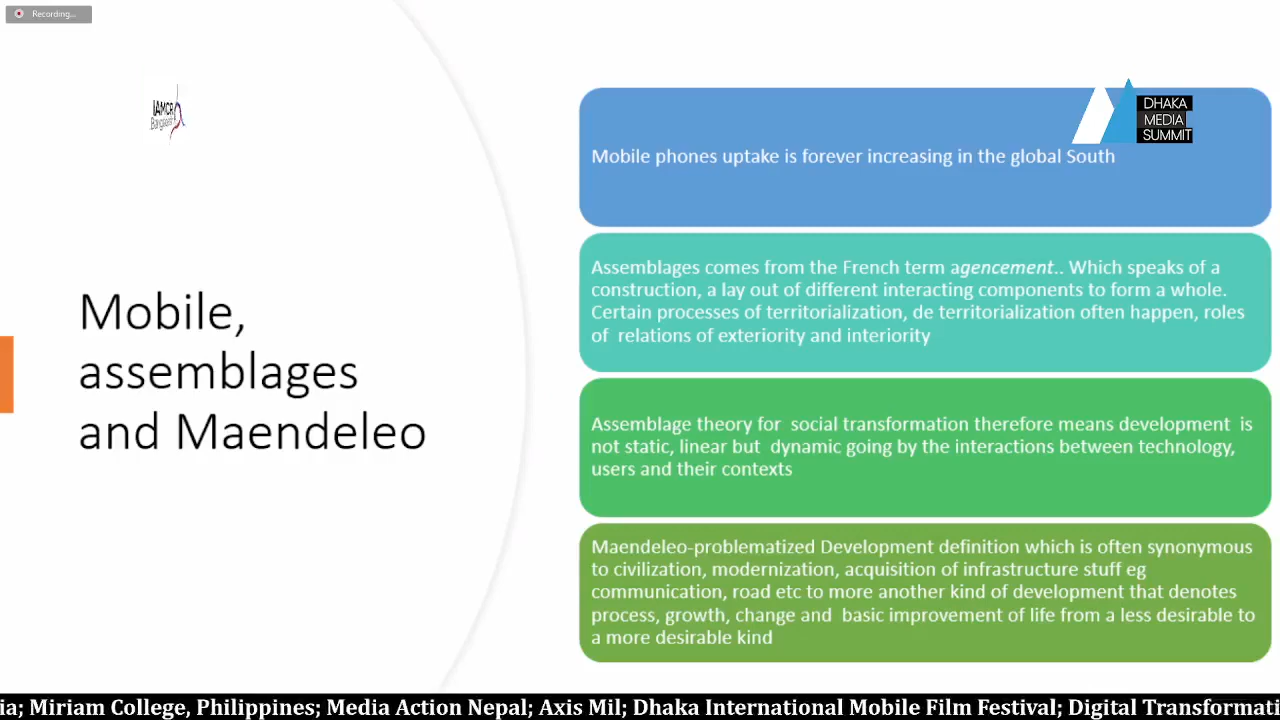 Recording...
IAMCR
DHAKA
MEDIA
SUMMIT
Mobile phones uptake is forever increasing in the global South
Assemblages comes from the French term agencement.. Which speaks of a
construction, a lay out of different interacting components to form a whole.
Certain processes of territorialization, de territorialization often happen, roles
of relations of exteriority and interiority
Mobile,
assemblages
and Maendeleo
Assemblage theory for social transformation therefore means development is
not static, linear but dynamic going by the interactions between technology,
users and their contexts
Maendeleo-problematized Development definition which is often synonymous
to civilization, modernization, acquisition of infrastructure stuff eg
communication, road etc to more another kind of development that denotes
process, growth, change and basic improvement of life from a less desirable to
a more desirable kind
ia; Miriam College, Philippines; Media Action Nepal; Axis Mil; Dhaka International Mobile Film Festival; Digital Transformati